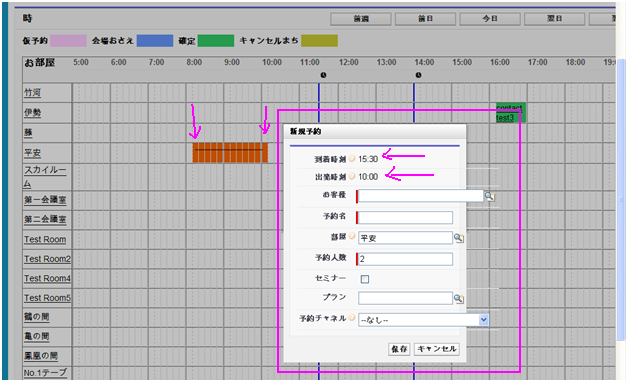 時 前週 前日 今日 翌日 翌
仮予約 会場おさえ 確定 キャンセルまち
お部屋 5:00 6:00 7:00 8:00 9:00 10:00 11:00 12:00 13:00 14:00 15:00 16:00 17:00 18:00 19:0
竹河
伊勢
contact
test3
藤
平安
スカイルーム
第一会議室
第二会議室
Test Room
Test Room2
Test Room4
Test Room5
鶴の間
亀の間
鳳凰の間
No.1テーブ
新規予約
到着時刻 15:30
出発時刻 10:00
お客様
予約名
部屋 平安
予約人数 2
セミナー
プラン
予約チャネル --なし--
保存 キャンセル